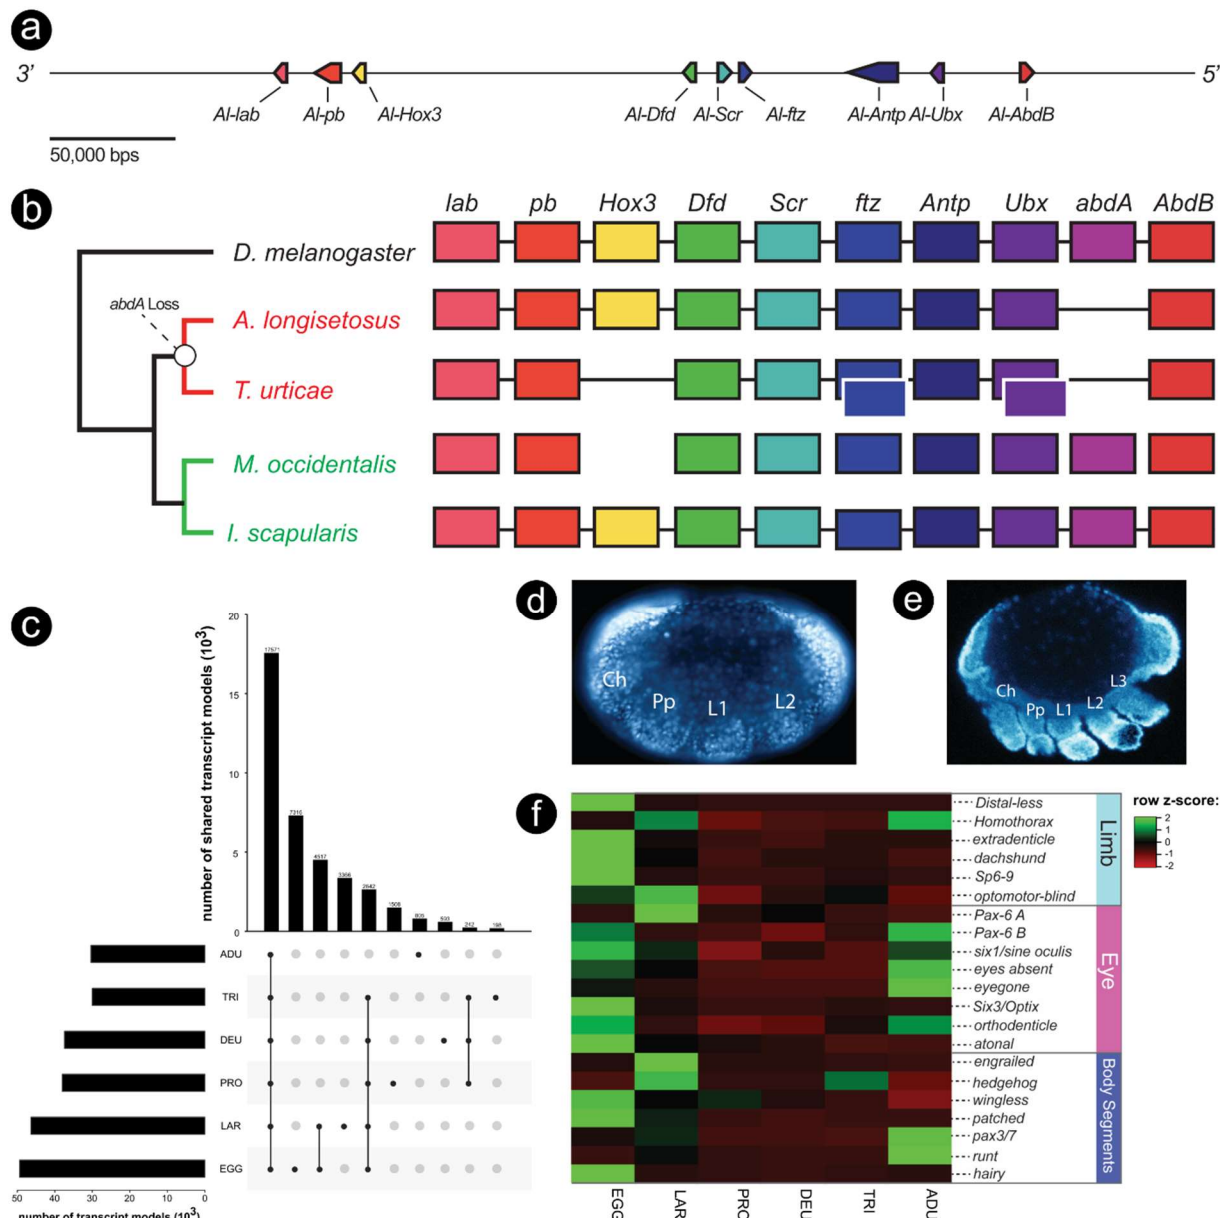 a
3' 5'
Al-lab Al-pb Al-Hox3 Al-Dfd Al-Scr Al-ftz Al-Antp Al-Ubx Al-AbdB
50,000 bps
b
lab pb Hox3 Dfd Scr ftz Antp Ubx abdA AbdB
D. melanogaster
abdA Loss
A. longisetosus
T. urticae
M. occidentalis
I. scapularis
c
number of shared transcript models (10³)
20
15
10
5
0
17571
7316
4517
3366
2642
1506
212
ADU
TRI
DEU
PRO
LAR
EGG
50 40 30 20 10 0
number of transcript models (10³)
d
Ch
Pp
L1
L2
e
Ch
Pp
L1
L2
L3
f
Distal-less
Homothorax
extradenticle
dachshund
Sp6-9
optomotor-blind
Pax-6 A
Pax-6 B
six1/sine oculis
eyes absent
eyegone
Six3/Optix
orthodenticle
atonal
engrailed
hedgehog
wingless
patched
pax3/7
runt
hairy
Limb
Eye
Body Segments
row z-score:
2
1
0
-1
-2
EGG LAR PRO DEU TRI ADU